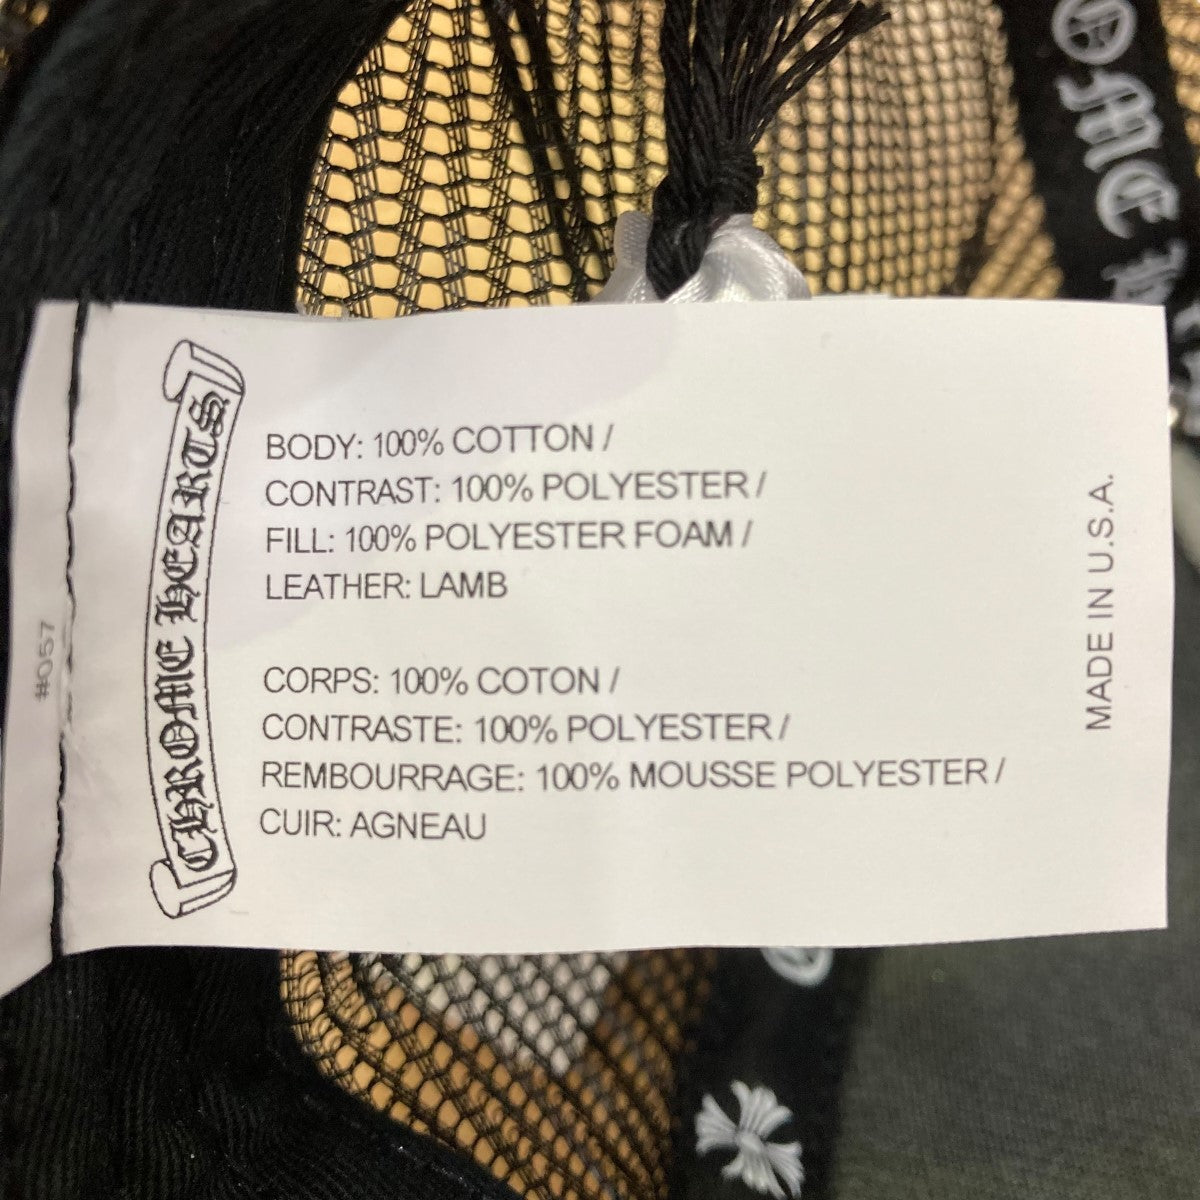 CHROME HEARTS
BODY: 100% COTTON /
CONTRAST: 100% POLYESTER /
FILL: 100% POLYESTER FOAM /
LEATHER: LAMB
CORPS: 100% COTON /
CONTRASTE: 100% POLYESTER /
REMBOURRAGE: 100% MOUSSE POLYESTER /
CUIR: AGNEAU
MADE IN U.S.A.
#057
OME